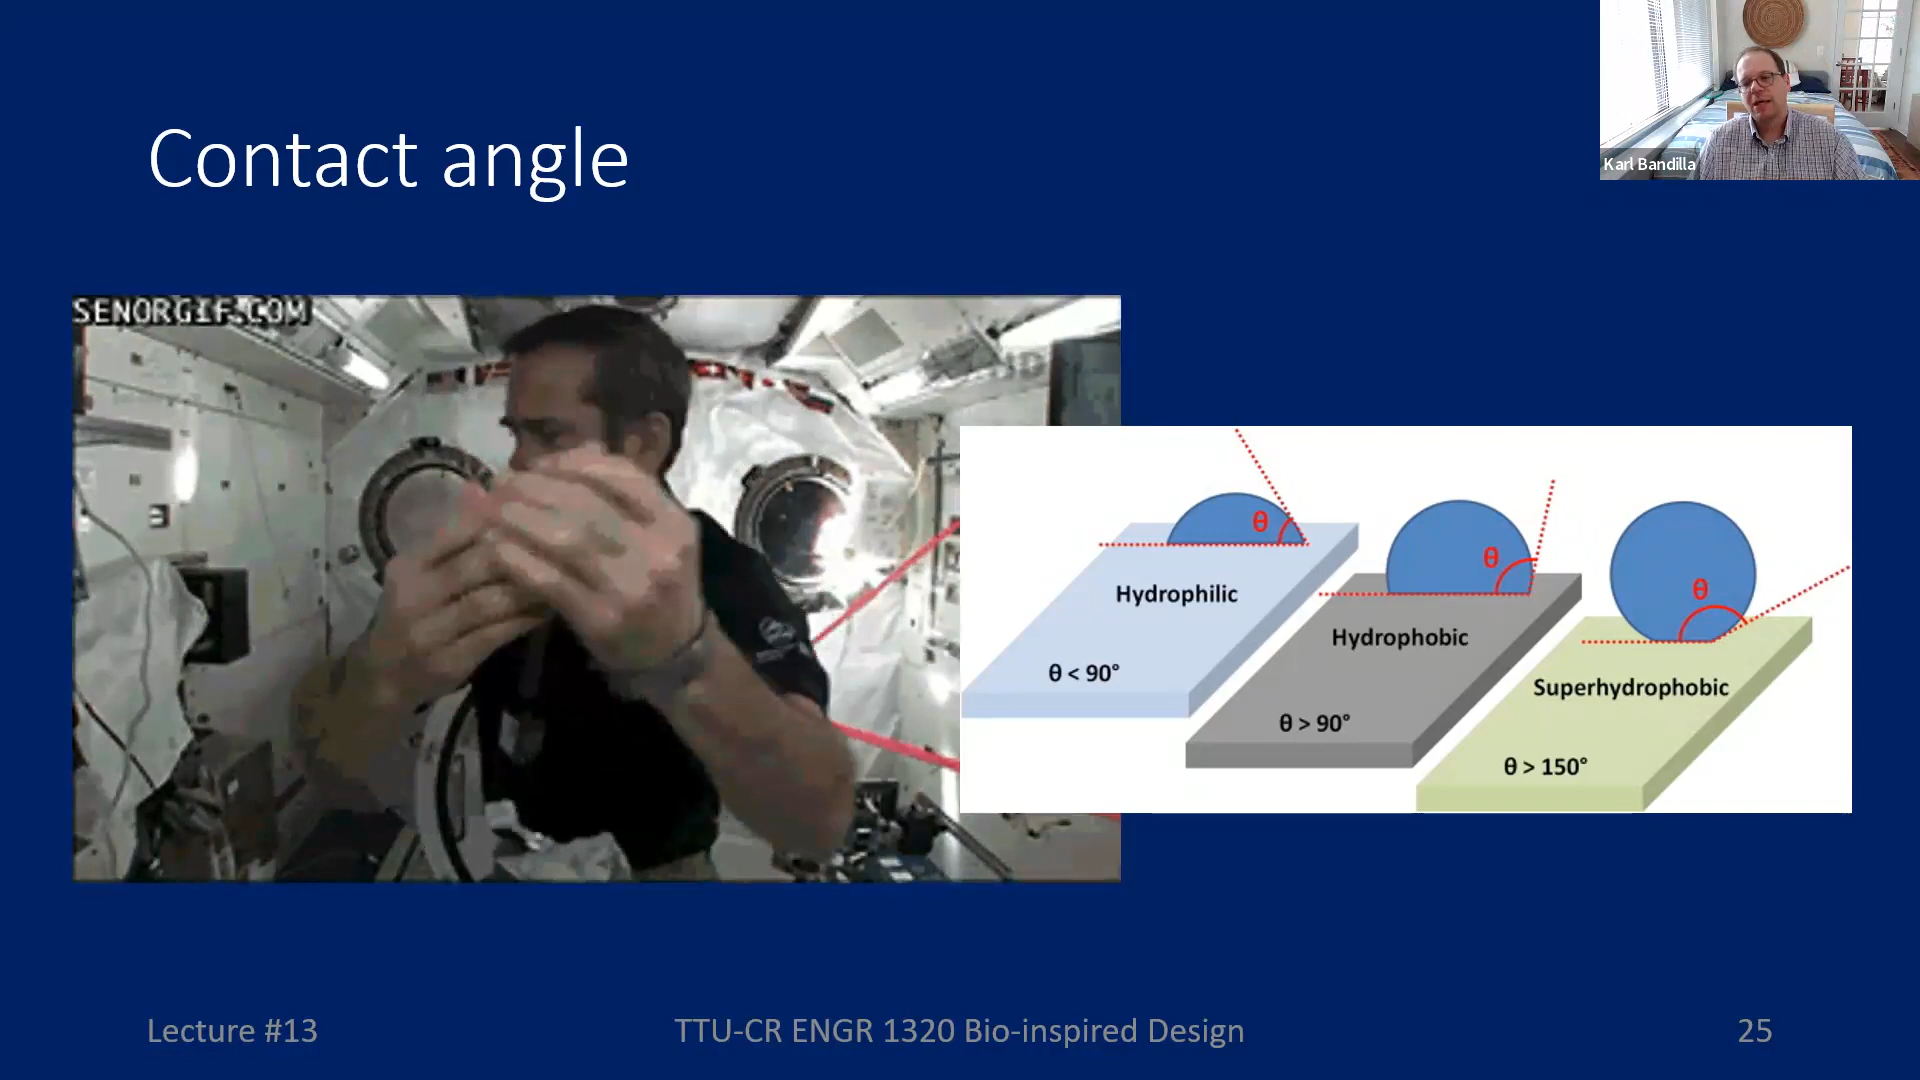 Karl Bandilla
Contact angle
SENORGIF.COM
θ
θ
θ
Hydrophilic
Hydrophobic
Superhydrophobic
θ < 90°
θ > 90°
θ > 150°
Lecture #13
TTU-CR ENGR 1320 Bio-inspired Design
25